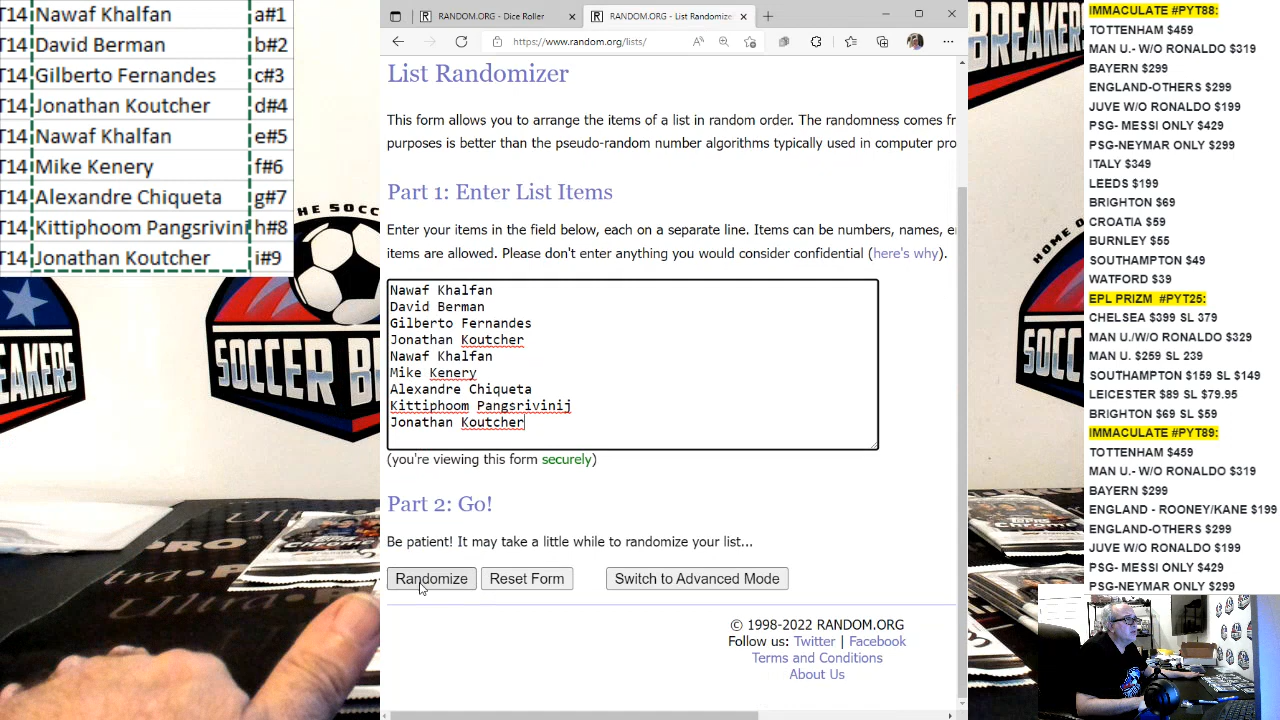 T14 Nawaf Khalfan a#1
T14 David Berman b#2
T14 Gilberto Fernandes c#3
T14 Jonathan Koutcher d#4
T14 Nawaf Khalfan e#5
T14 Mike Kenery f#6
T14 Alexandre Chiqueta g#7
T14 Kittiphoom Pangsrivini h#8
T14 Jonathan Koutcher i#9
HE SOCC
SOCCER BR
EAKERS
RANDOM.ORG - Dice Roller
RANDOM.ORG - List Randomize
https://www.random.org/lists/
List Randomizer
This form allows you to arrange the items of a list in random order. The randomness comes fr
purposes is better than the pseudo-random number algorithms typically used in computer pro
Part 1: Enter List Items
Enter your items in the field below, each on a separate line. Items can be numbers, names, e
items are allowed. Please don't enter anything you would consider confidential (here's why).
Nawaf Khalfan
David Berman
Gilberto Fernandes
Jonathan Koutcher
Nawaf Khalfan
Mike Kenery
Alexandre Chiqueta
Kittiphoom Pangsrivinij
Jonathan Koutcher
(you're viewing this form securely)
Part 2: Go!
Be patient! It may take a little while to randomize your list...
Randomize
Reset Form
Switch to Advanced Mode
© 1998-2022 RANDOM.ORG
Follow us: Twitter | Facebook
Terms and Conditions
About Us
BREAKERS
HOME O
SOCCER
IMMACULATE #PYT88:
TOTTENHAM $459
MAN U.- W/O RONALDO $319
BAYERN $299
ENGLAND-OTHERS $299
JUVE W/O RONALDO $199
PSG- MESSI ONLY $429
PSG-NEYMAR ONLY $299
ITALY $349
LEEDS $199
BRIGHTON $69
CROATIA $59
BURNLEY $55
SOUTHAMPTON $49
WATFORD $39
EPL PRIZM #PYT25:
CHELSEA $399 SL 379
MAN U./W/O RONALDO $329
MAN U. $259 SL 239
SOUTHAMPTON $159 SL $149
LEICESTER $89 SL $79.95
BRIGHTON $69 SL $59
IMMACULATE #PYT89:
TOTTENHAM $459
MAN U.- W/O RONALDO $319
BAYERN $299
ENGLAND - ROONEY/KANE $199
ENGLAND-OTHERS $299
JUVE W/O RONALDO $199
PSG- MESSI ONLY $429
PSG-NEYMAR ONLY $299